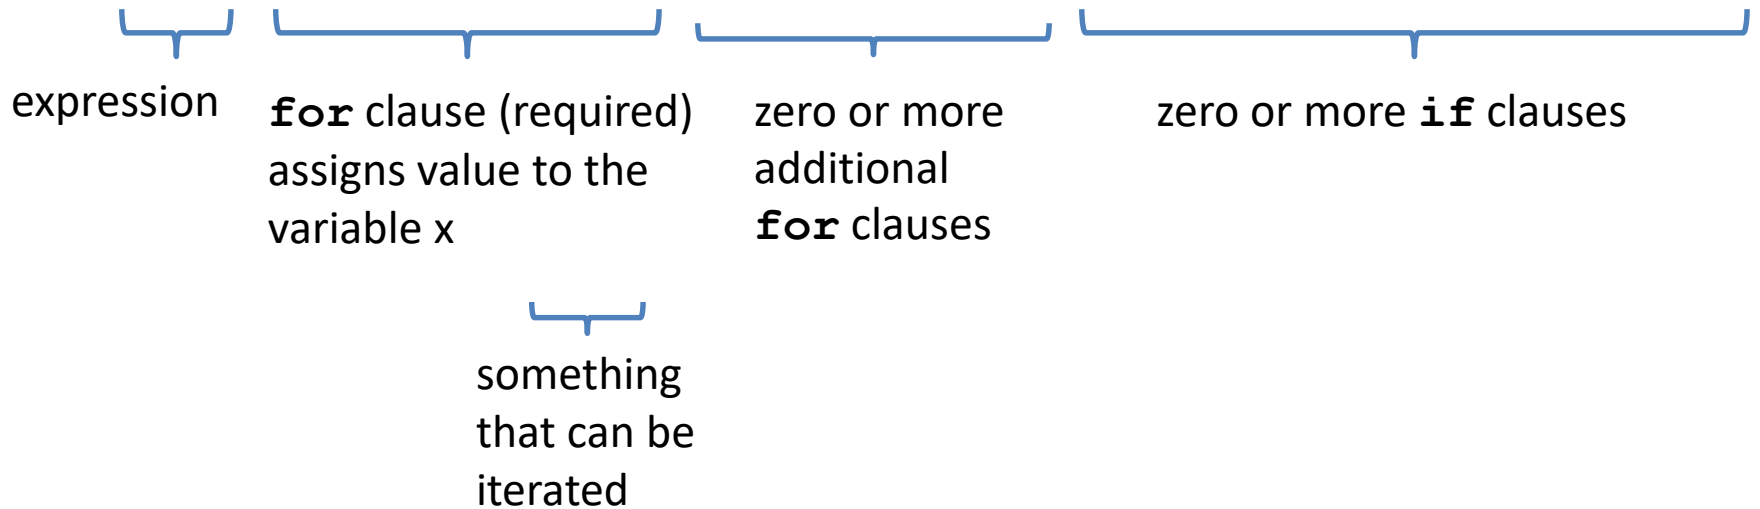 expression
for clause (required)
assigns value to the
variable x
zero or more
additional
for clauses
zero or more if clauses
something
that can be
iterated